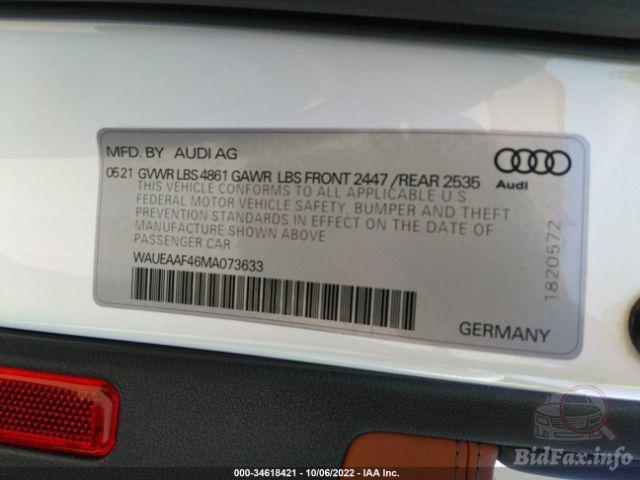 MFD. BY AUDI AG
0521 GVWR LBS 4861 GAWR LBS FRONT 2447 / REAR 2535
THIS VEHICLE CONFORMS TO ALL APPLICABLE U S
FEDERAL MOTOR VEHICLE SAFETY, BUMPER AND THEFT
PREVENTION STANDARDS IN EFFECT ON THE DATE OF
MANUFACTURE SHOWN ABOVE
PASSENGER CAR
WAUEAAF46MA073633
Audi
1820572
GERMANY
BidFax.info
000-34618421 - 10/06/2022 - IAA Inc.